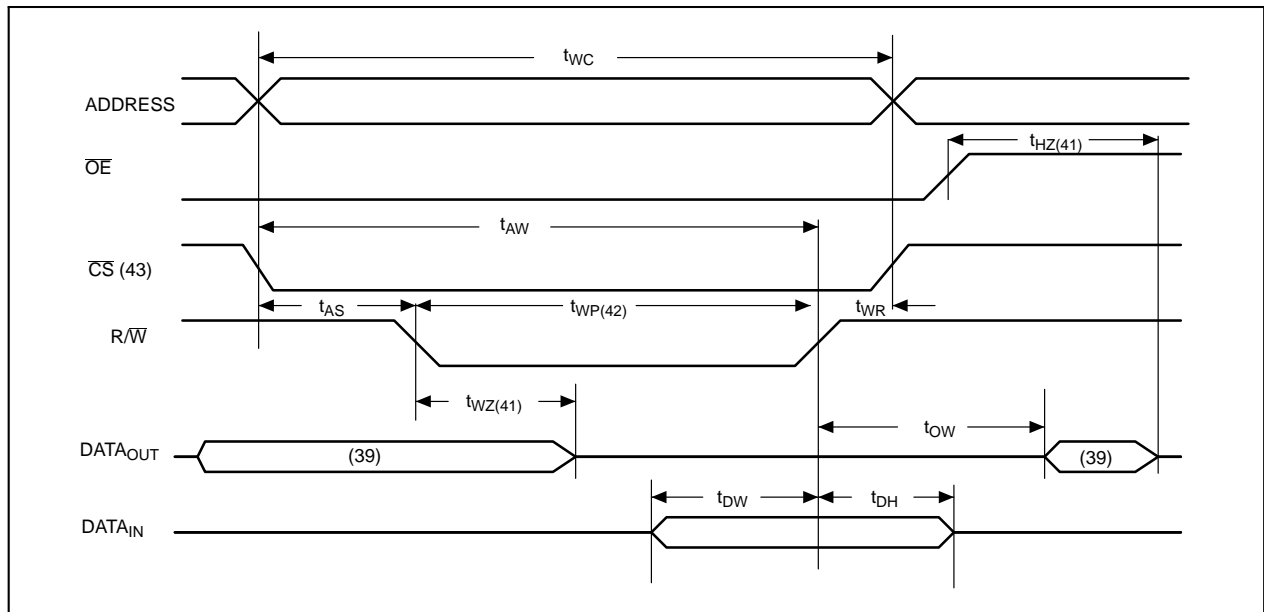 tWC
ADDRESS
tHZ(41)
OE
tAW
CS (43)
tAS
tWP(42)
tWR
R/W
tWZ(41)
tOW
DATAOUT
(39)
(39)
tDW
tDH
DATAIN